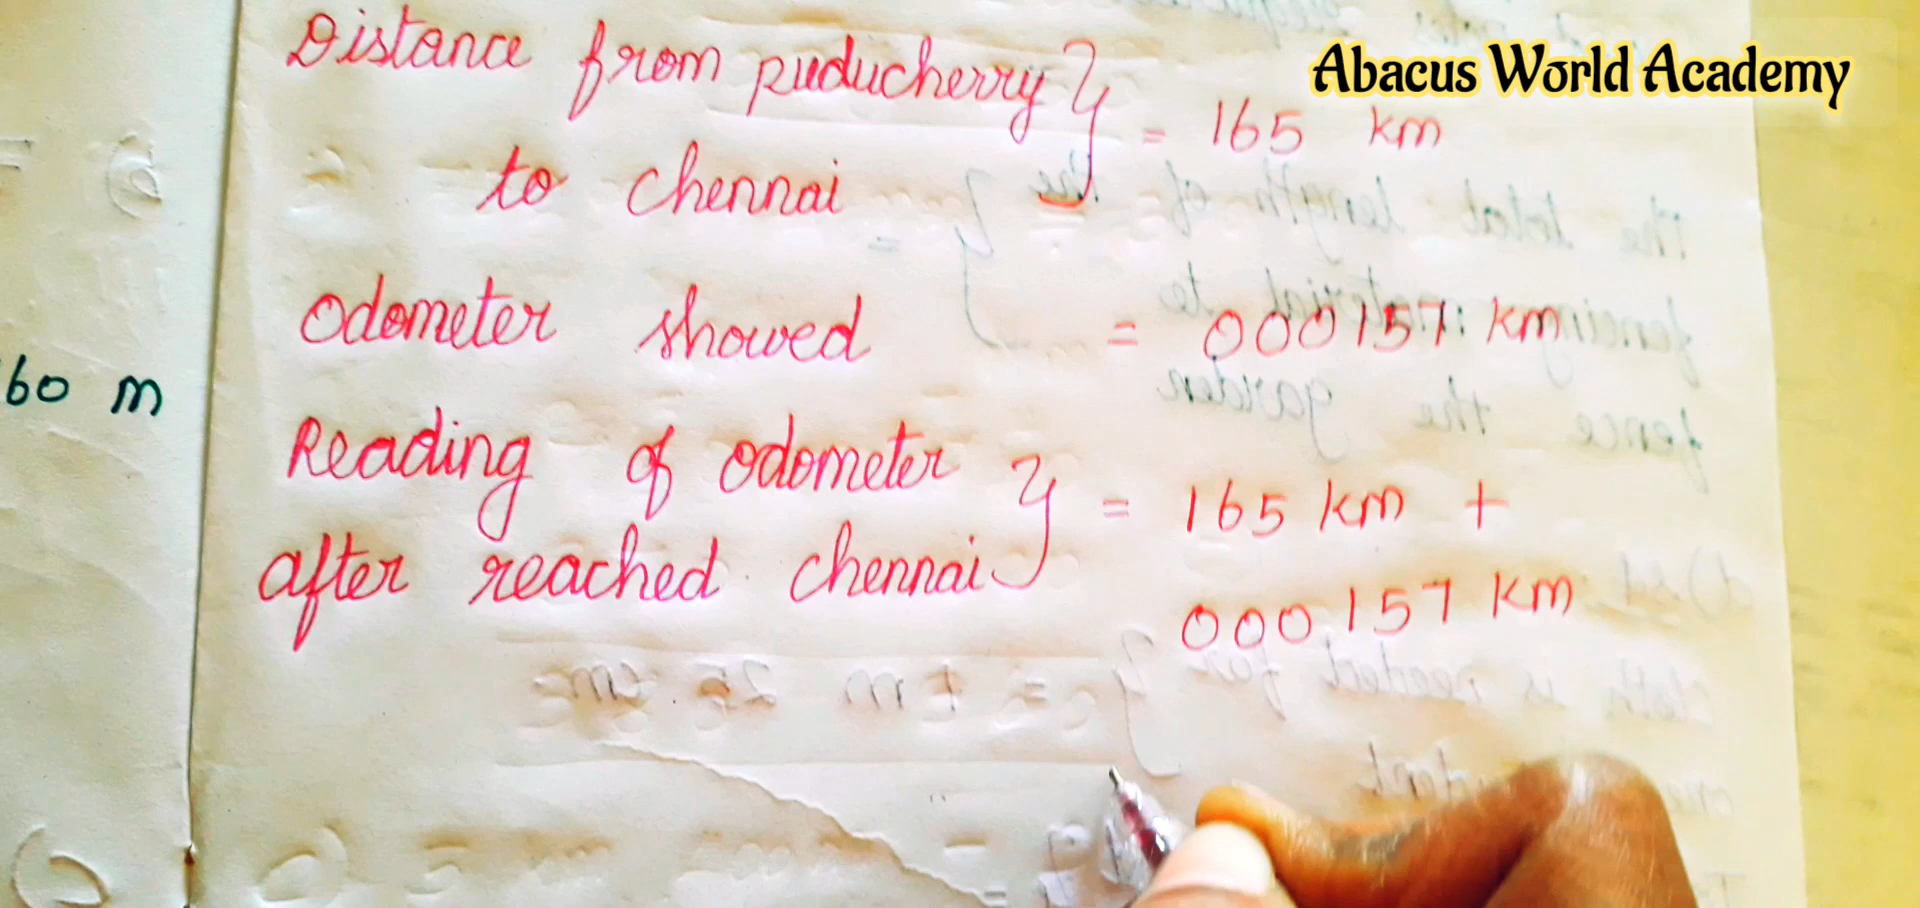 Abacus World Academy
Distance from puducherry } = 165 km
to chennai
Odometer showed = 000157 km
60 m
Reading of odometer } = 165 km +
after reached chennai 000157 km